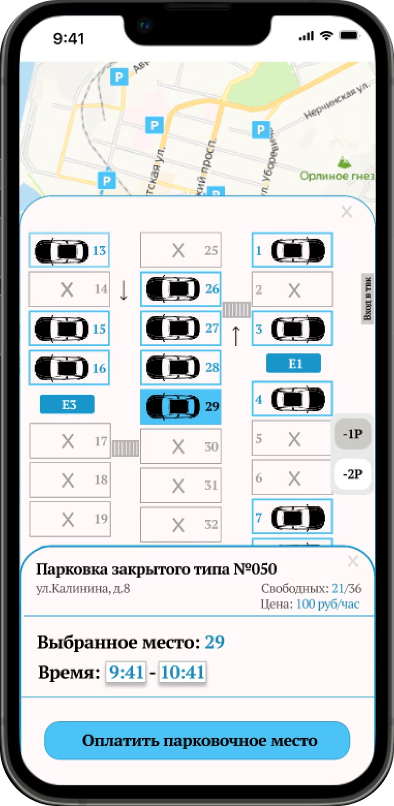 9:41
P
Авр
P
P
Нерчинская ул.
P
P
тская ул.
кий просп.
ул. Уборевич
Орлиное гнез
X
13
X 25
1
X 14
26
2 X
Вход в твк
15
27
3
16
28
E1
E3
29
4
X 17
X 30
5 X
-1P
X 18
X 31
6 X
-2P
X 19
X 32
7
X
Парковка закрытого типа №050
ул.Калинина, д.8
Свободных: 21/36
Цена: 100 руб/час
Выбранное место: 29
Время: 9:41 - 10:41
Оплатить парковочное место